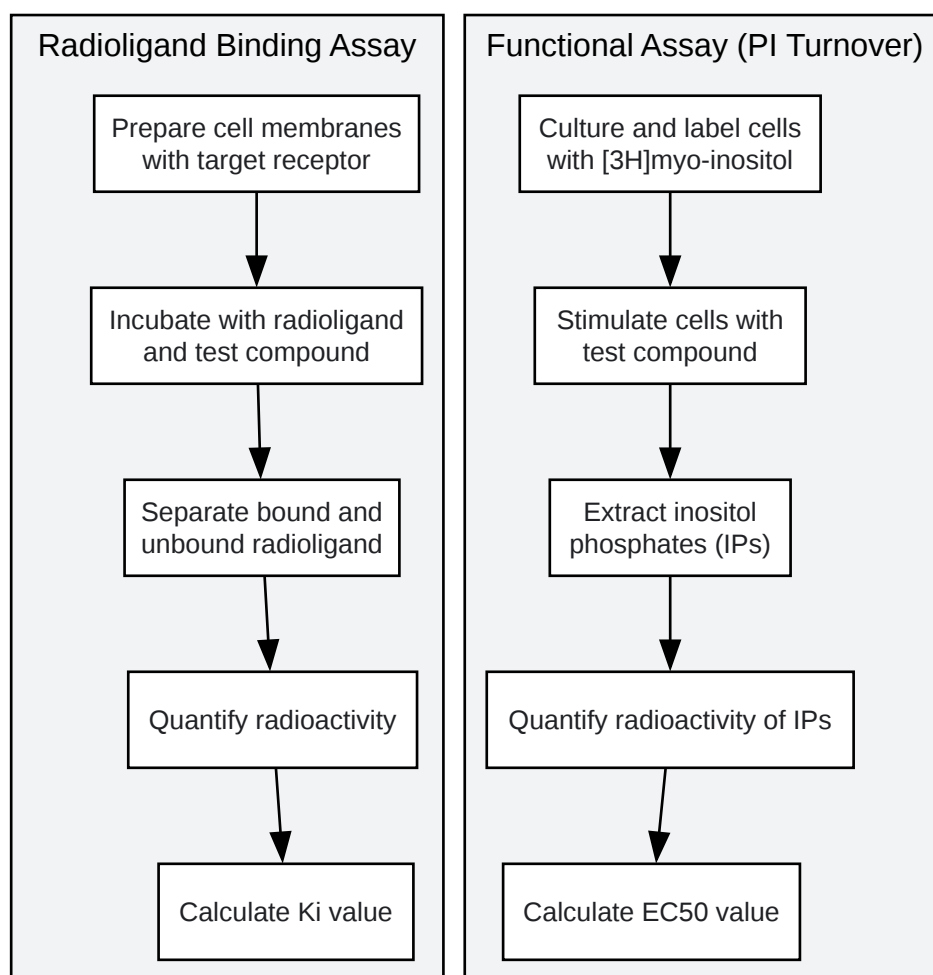 Radioligand Binding Assay
Prepare cell membranes
with target receptor
Incubate with radioligand
and test compound
Separate bound and
unbound radioligand
Quantify radioactivity
Calculate Ki value
Functional Assay (PI Turnover)
Culture and label cells
with [3H]myo-inositol
Stimulate cells with
test compound
Extract inositol
phosphates (IPs)
Quantify radioactivity of IPs
Calculate EC50 value